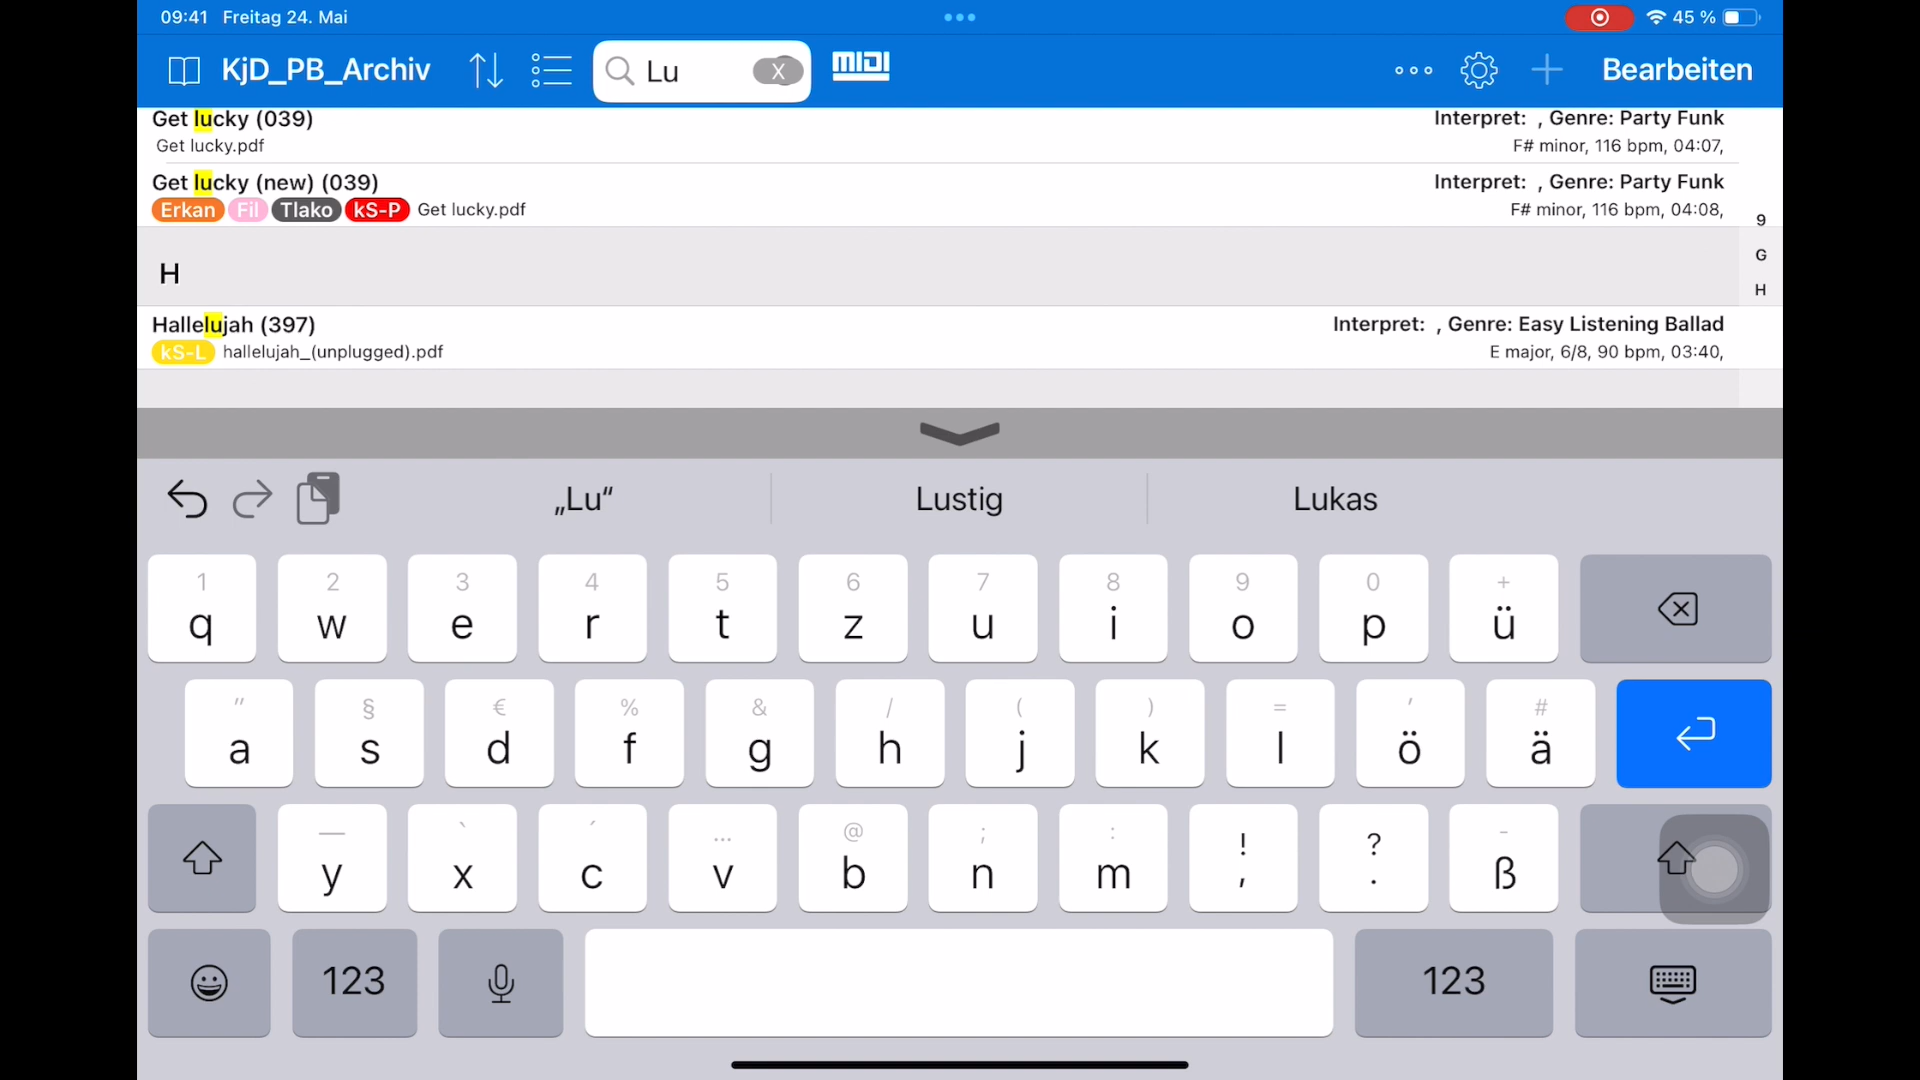 09:41 Freitag 24. Mai 45 %
KjD_PB_Archiv Lu X MIDI Bearbeiten
Get lucky (039) Interpret: , Genre: Party Funk
Get lucky.pdf F# minor, 116 bpm, 04:07,
Get lucky (new) (039) Interpret: , Genre: Party Funk
Erkan Fil Tlako kS-P Get lucky.pdf F# minor, 116 bpm, 04:08,
9
G
H
H
Hallelujah (397) Interpret: , Genre: Easy Listening Ballad
kS-L hallelujah_(unplugged).pdf E major, 6/8, 90 bpm, 03:40,
„Lu“ Lustig Lukas
1 2 3 4 5 6 7 8 9 0 +
q w e r t z u i o p ü
" § € % & / ( ) = ' #
a s d f g h j k l ö ä
— ` ´ ... @ ; : ! ? -
y x c v b n m , . ß
123 123